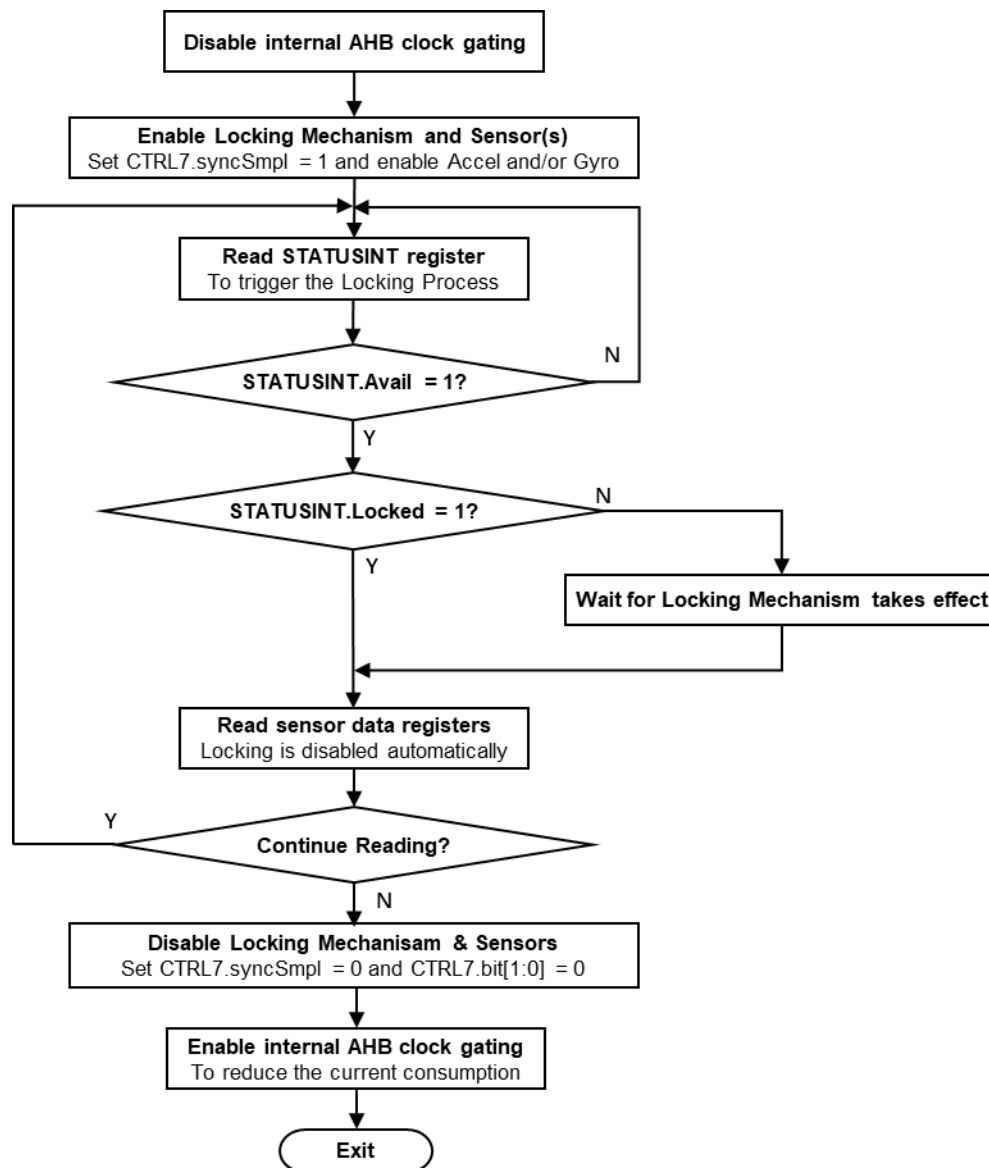 Disable internal AHB clock gating
Enable Locking Mechanism and Sensor(s)
Set CTRL7.syncSmpl = 1 and enable Accel and/or Gyro
Read STATUSINT register
To trigger the Locking Process
N
STATUSINT.Avail = 1?
Y
N
STATUSINT.Locked = 1?
Y
Wait for Locking Mechanism takes effect
Read sensor data registers
Locking is disabled automatically
Y
Continue Reading?
N
Disable Locking Mechanisam & Sensors
Set CTRL7.syncSmpl = 0 and CTRL7.bit[1:0] = 0
Enable internal AHB clock gating
To reduce the current consumption
Exit